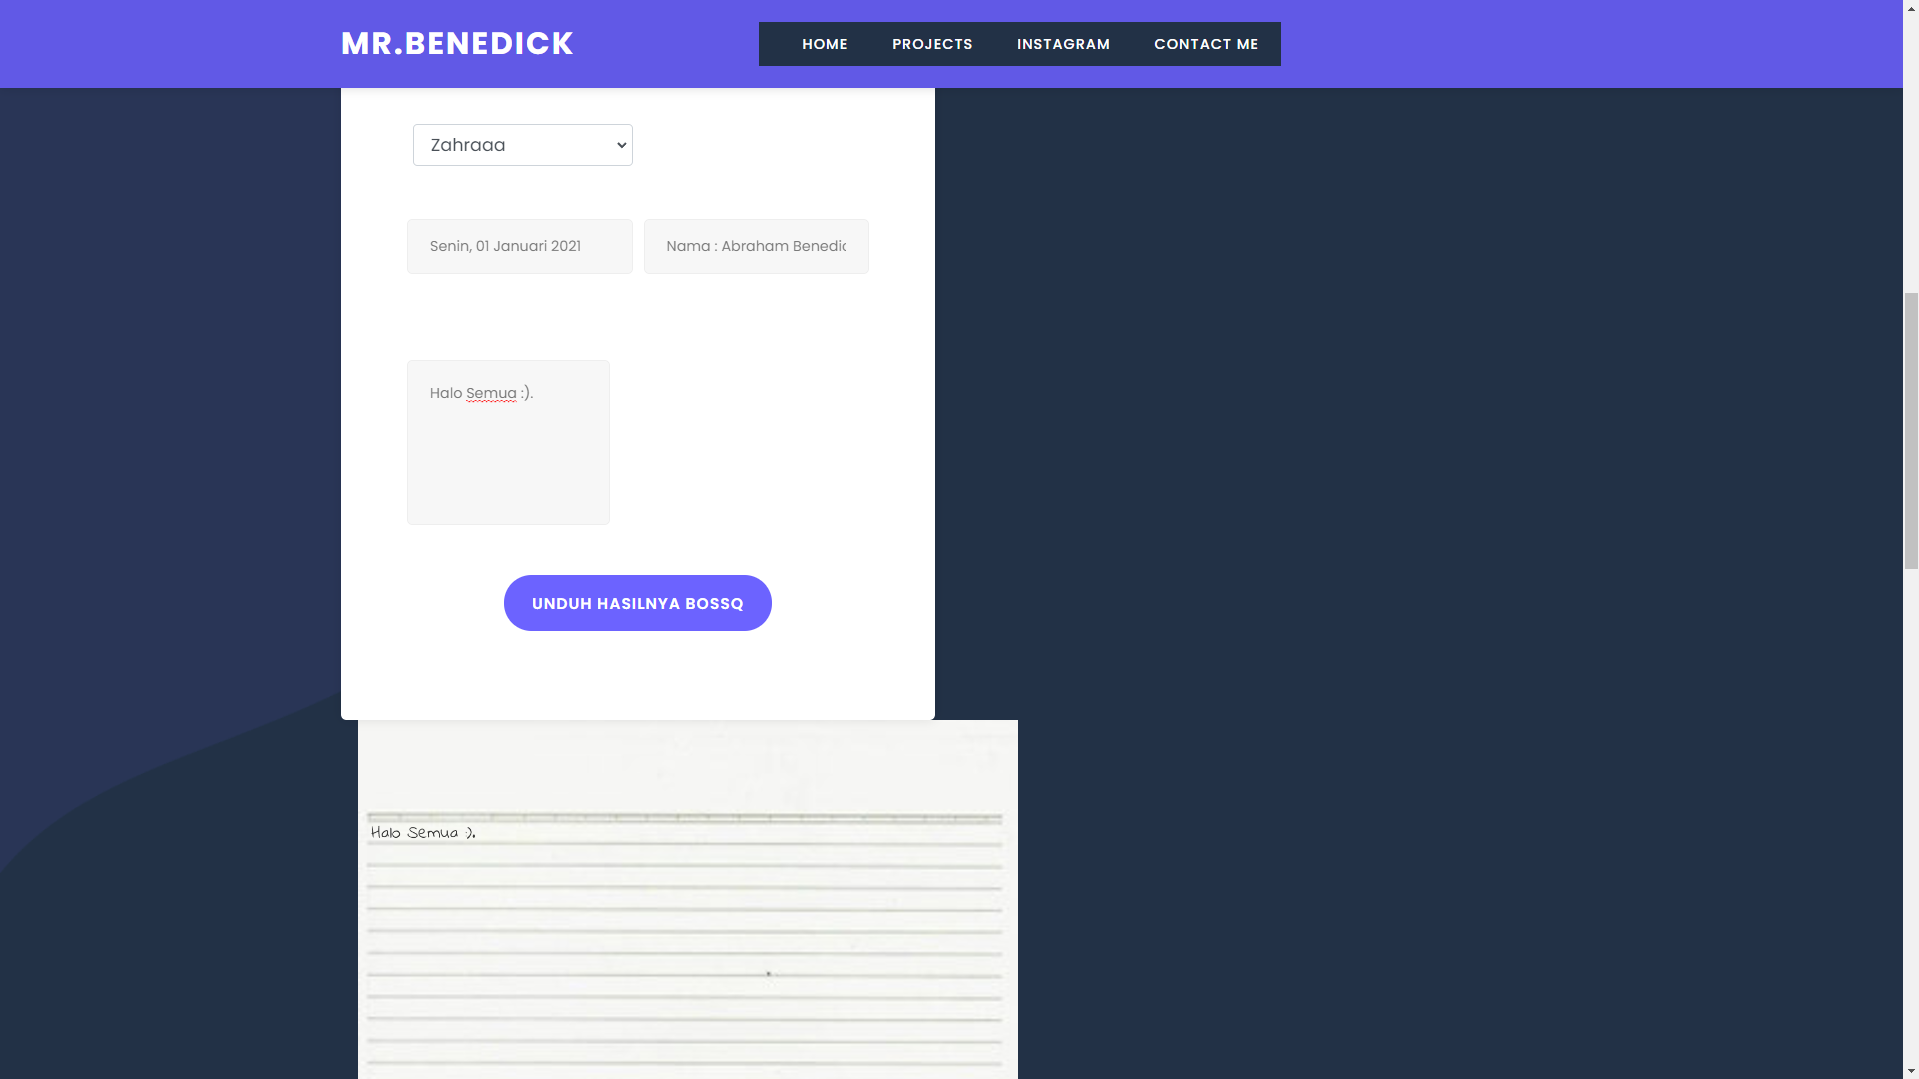 MR.BENEDICK
HOME PROJECTS INSTAGRAM CONTACT ME
Zahraaa
Senin, 01 Januari 2021
Nama : Abraham Benedic
Halo Semua :).
UNDUH HASILNYA BOSSQ
Halo Semua :).